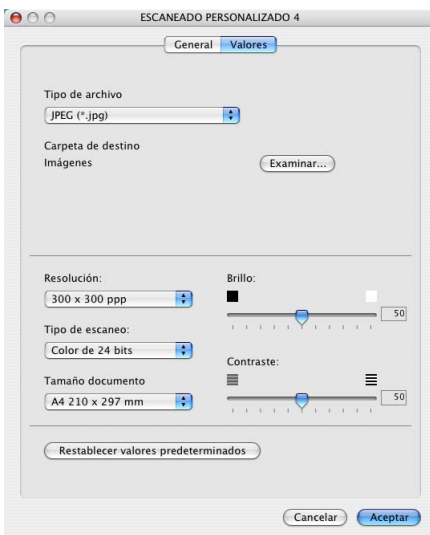 ESCANEADO PERSONALIZADO 4
General Valores
Tipo de archivo
JPEG (*.jpg)
Carpeta de destino
Imágenes Examinar...
Resolución: Brillo:
300 x 300 ppp
50
Tipo de escaneo:
Color de 24 bits
Contraste:
Tamaño documento
A4 210 x 297 mm 50
Restablecer valores predeterminados
Cancelar Aceptar